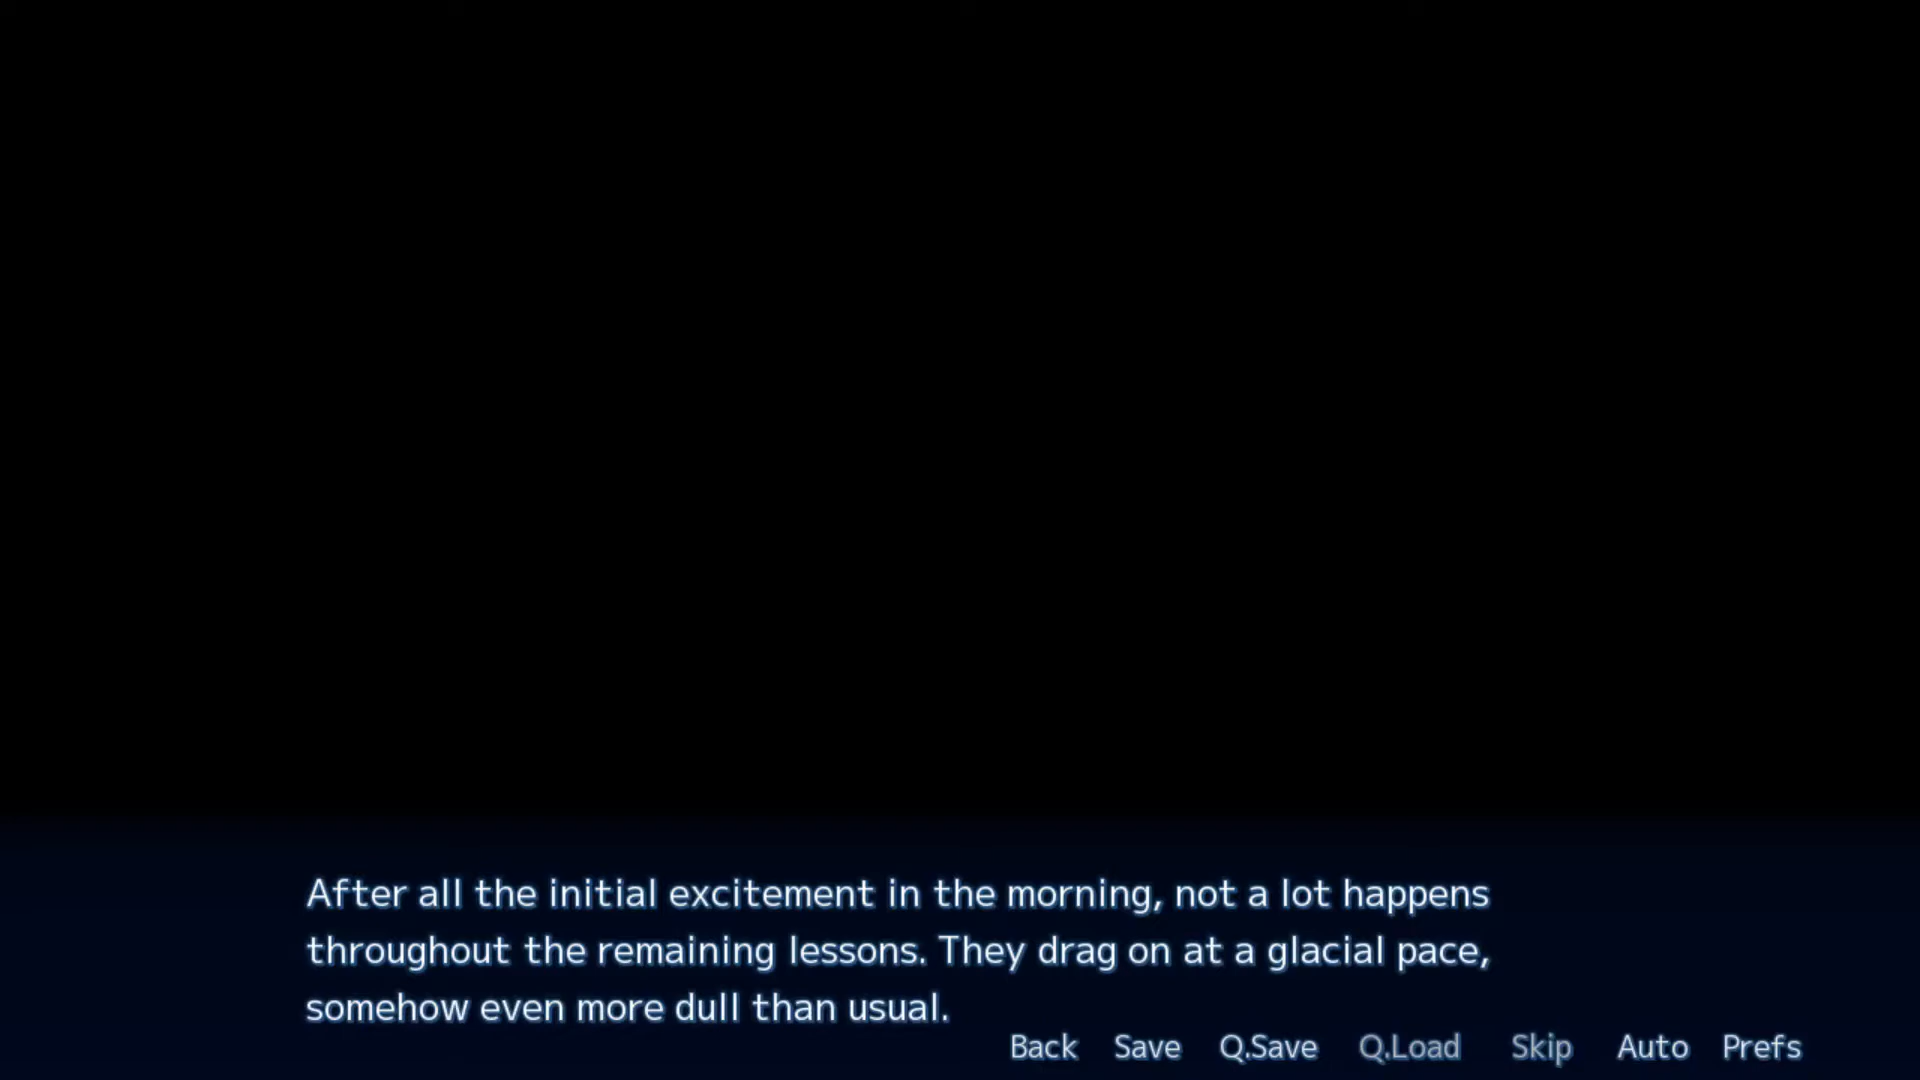 After all the initial excitement in the morning, not a lot happens
throughout the remaining lessons. They drag on at a glacial pace,
somehow even more dull than usual.
Back Save Q.Save Q.Load Skip Auto Prefs